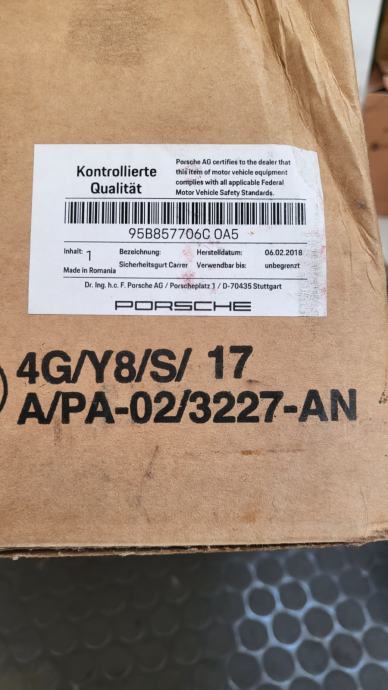 Kontrollierte
Qualität
Porsche AG certifies to the dealer that
this item of motor vehicle equipment
complies with all applicable Federal
Motor Vehicle Safety Standards.
95B857706C 0A5
Inhalt: 1 Bezeichnung: Herstelldatum: 06.02.2018
Made in Romania Sicherheitsgurt Carrer Verwendbar bis: unbegrenzt
Dr. Ing. h.c. F. Porsche AG / Porscheplatz 1 / D-70435 Stuttgart
PORSCHE
4G/Y8/S/ 17
A/PA-02/3227-AN